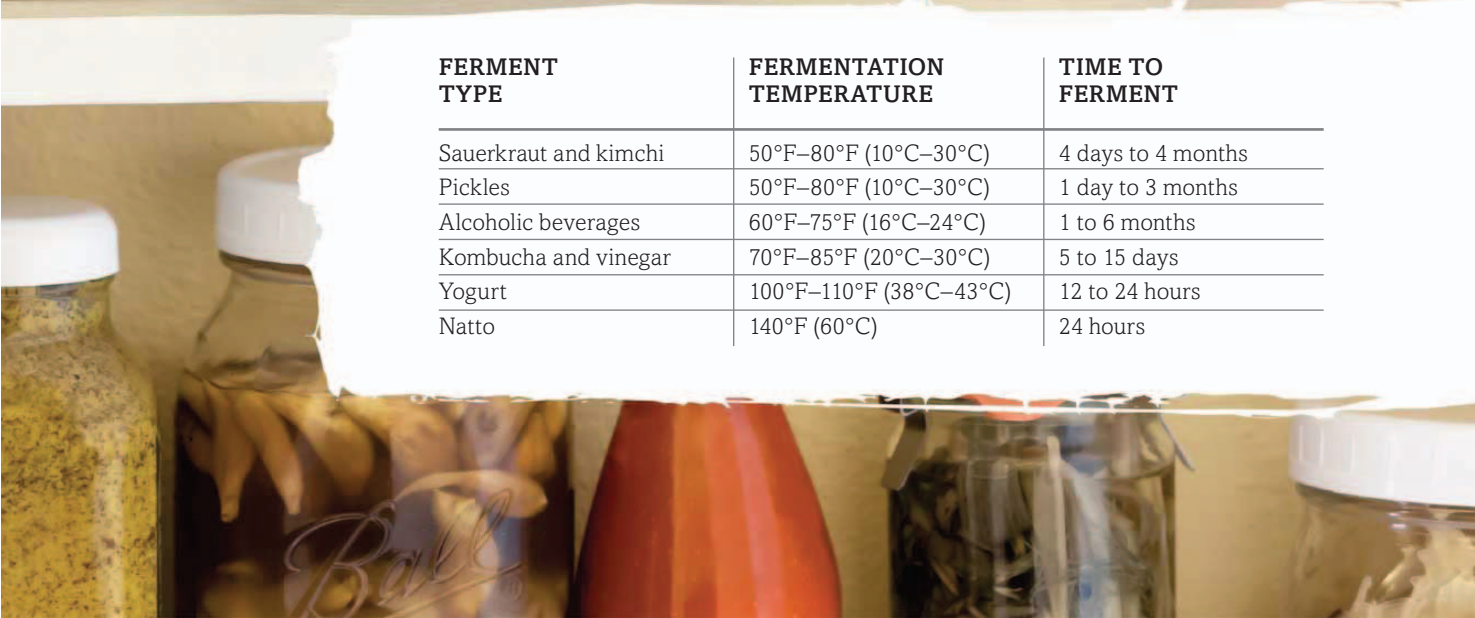 FERMENT TYPE | FERMENTATION TEMPERATURE | TIME TO FERMENT
Sauerkraut and kimchi | 50°F–80°F (10°C–30°C) | 4 days to 4 months
Pickles | 50°F–80°F (10°C–30°C) | 1 day to 3 months
Alcoholic beverages | 60°F–75°F (16°C–24°C) | 1 to 6 months
Kombucha and vinegar | 70°F–85°F (20°C–30°C) | 5 to 15 days
Yogurt | 100°F–110°F (38°C–43°C) | 12 to 24 hours
Natto | 140°F (60°C) | 24 hours
Ball®